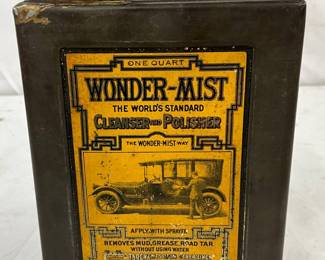 ONE QUART
WONDER-MIST
THE WORLD'S STANDARD
CLEANSER AND POLISHER
THE WONDER-MIST WAY
APPLY WITH SPRAYER
REMOVES MUD, GREASE, ROAD TAR
WITHOUT USING WATER